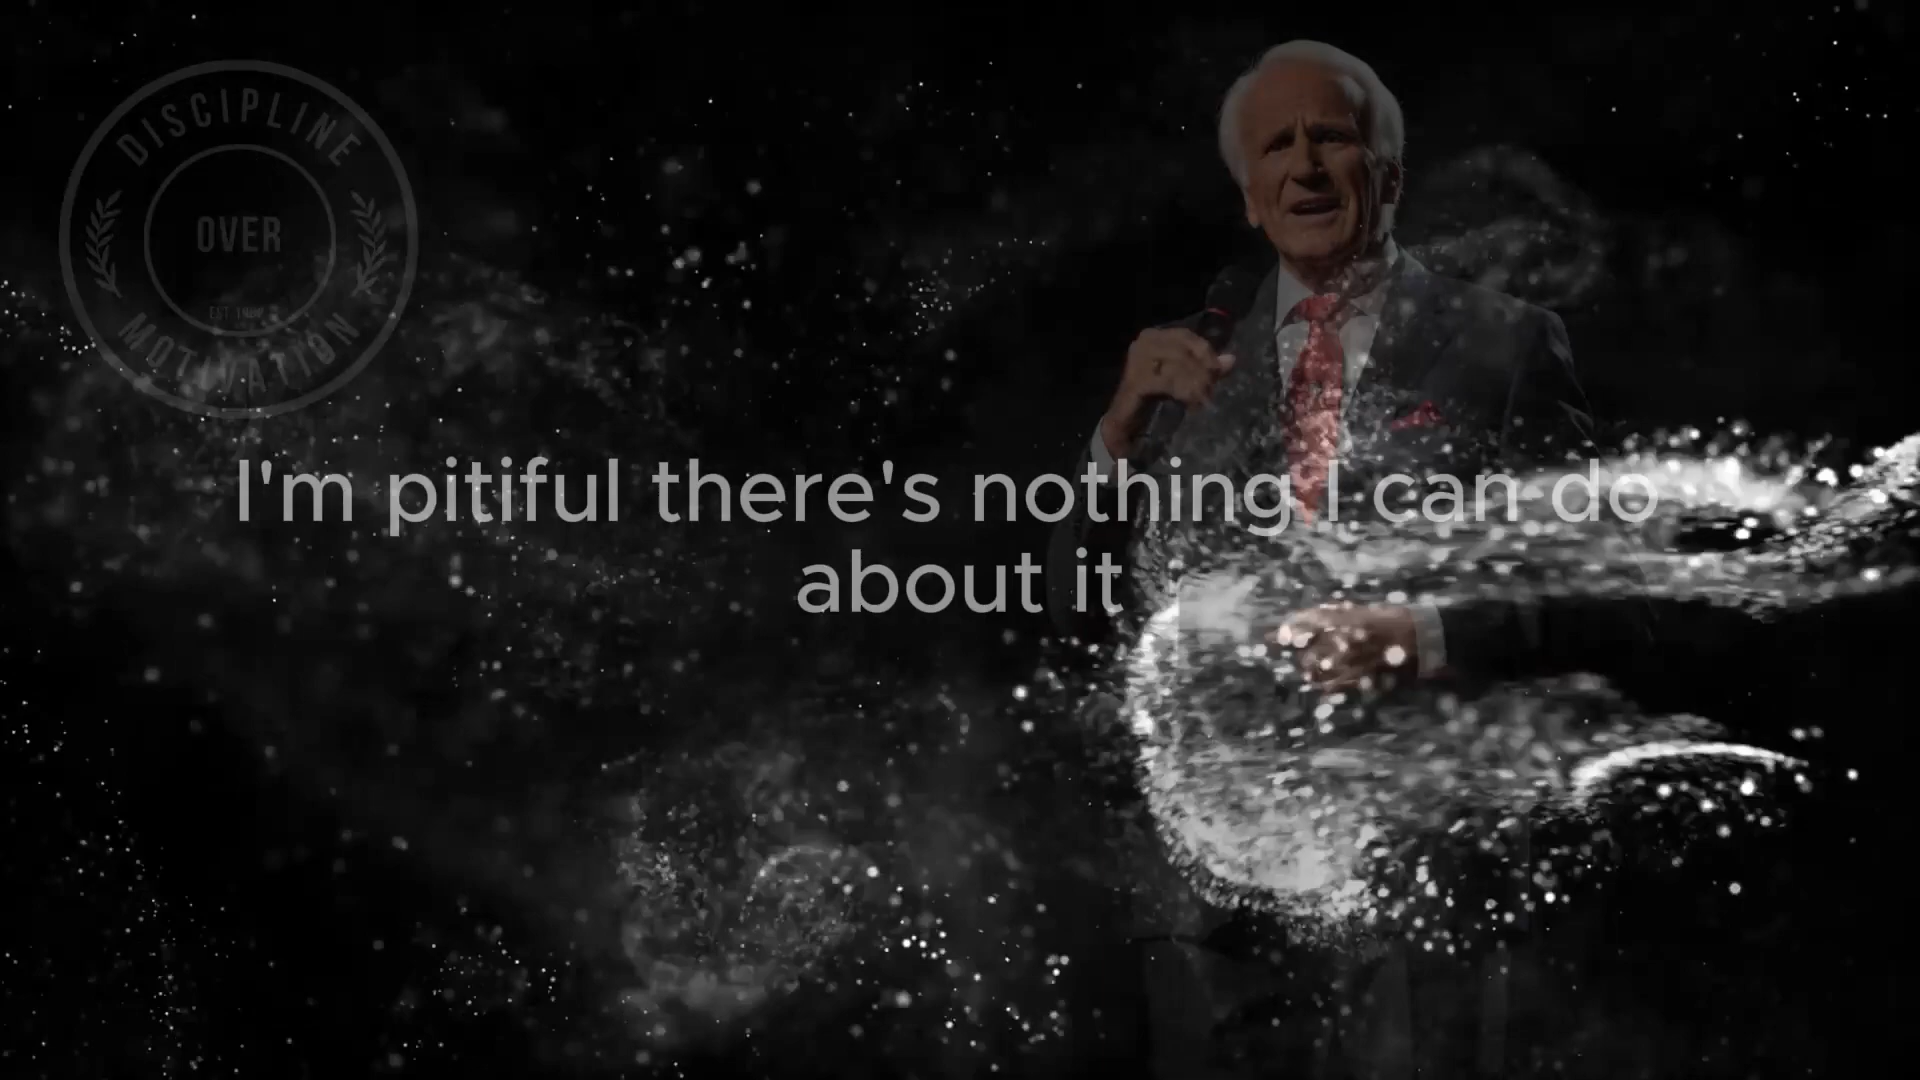 DISCIPLINE
OVER
MOTIVATION
I'm pitiful there's nothing I can do
about it